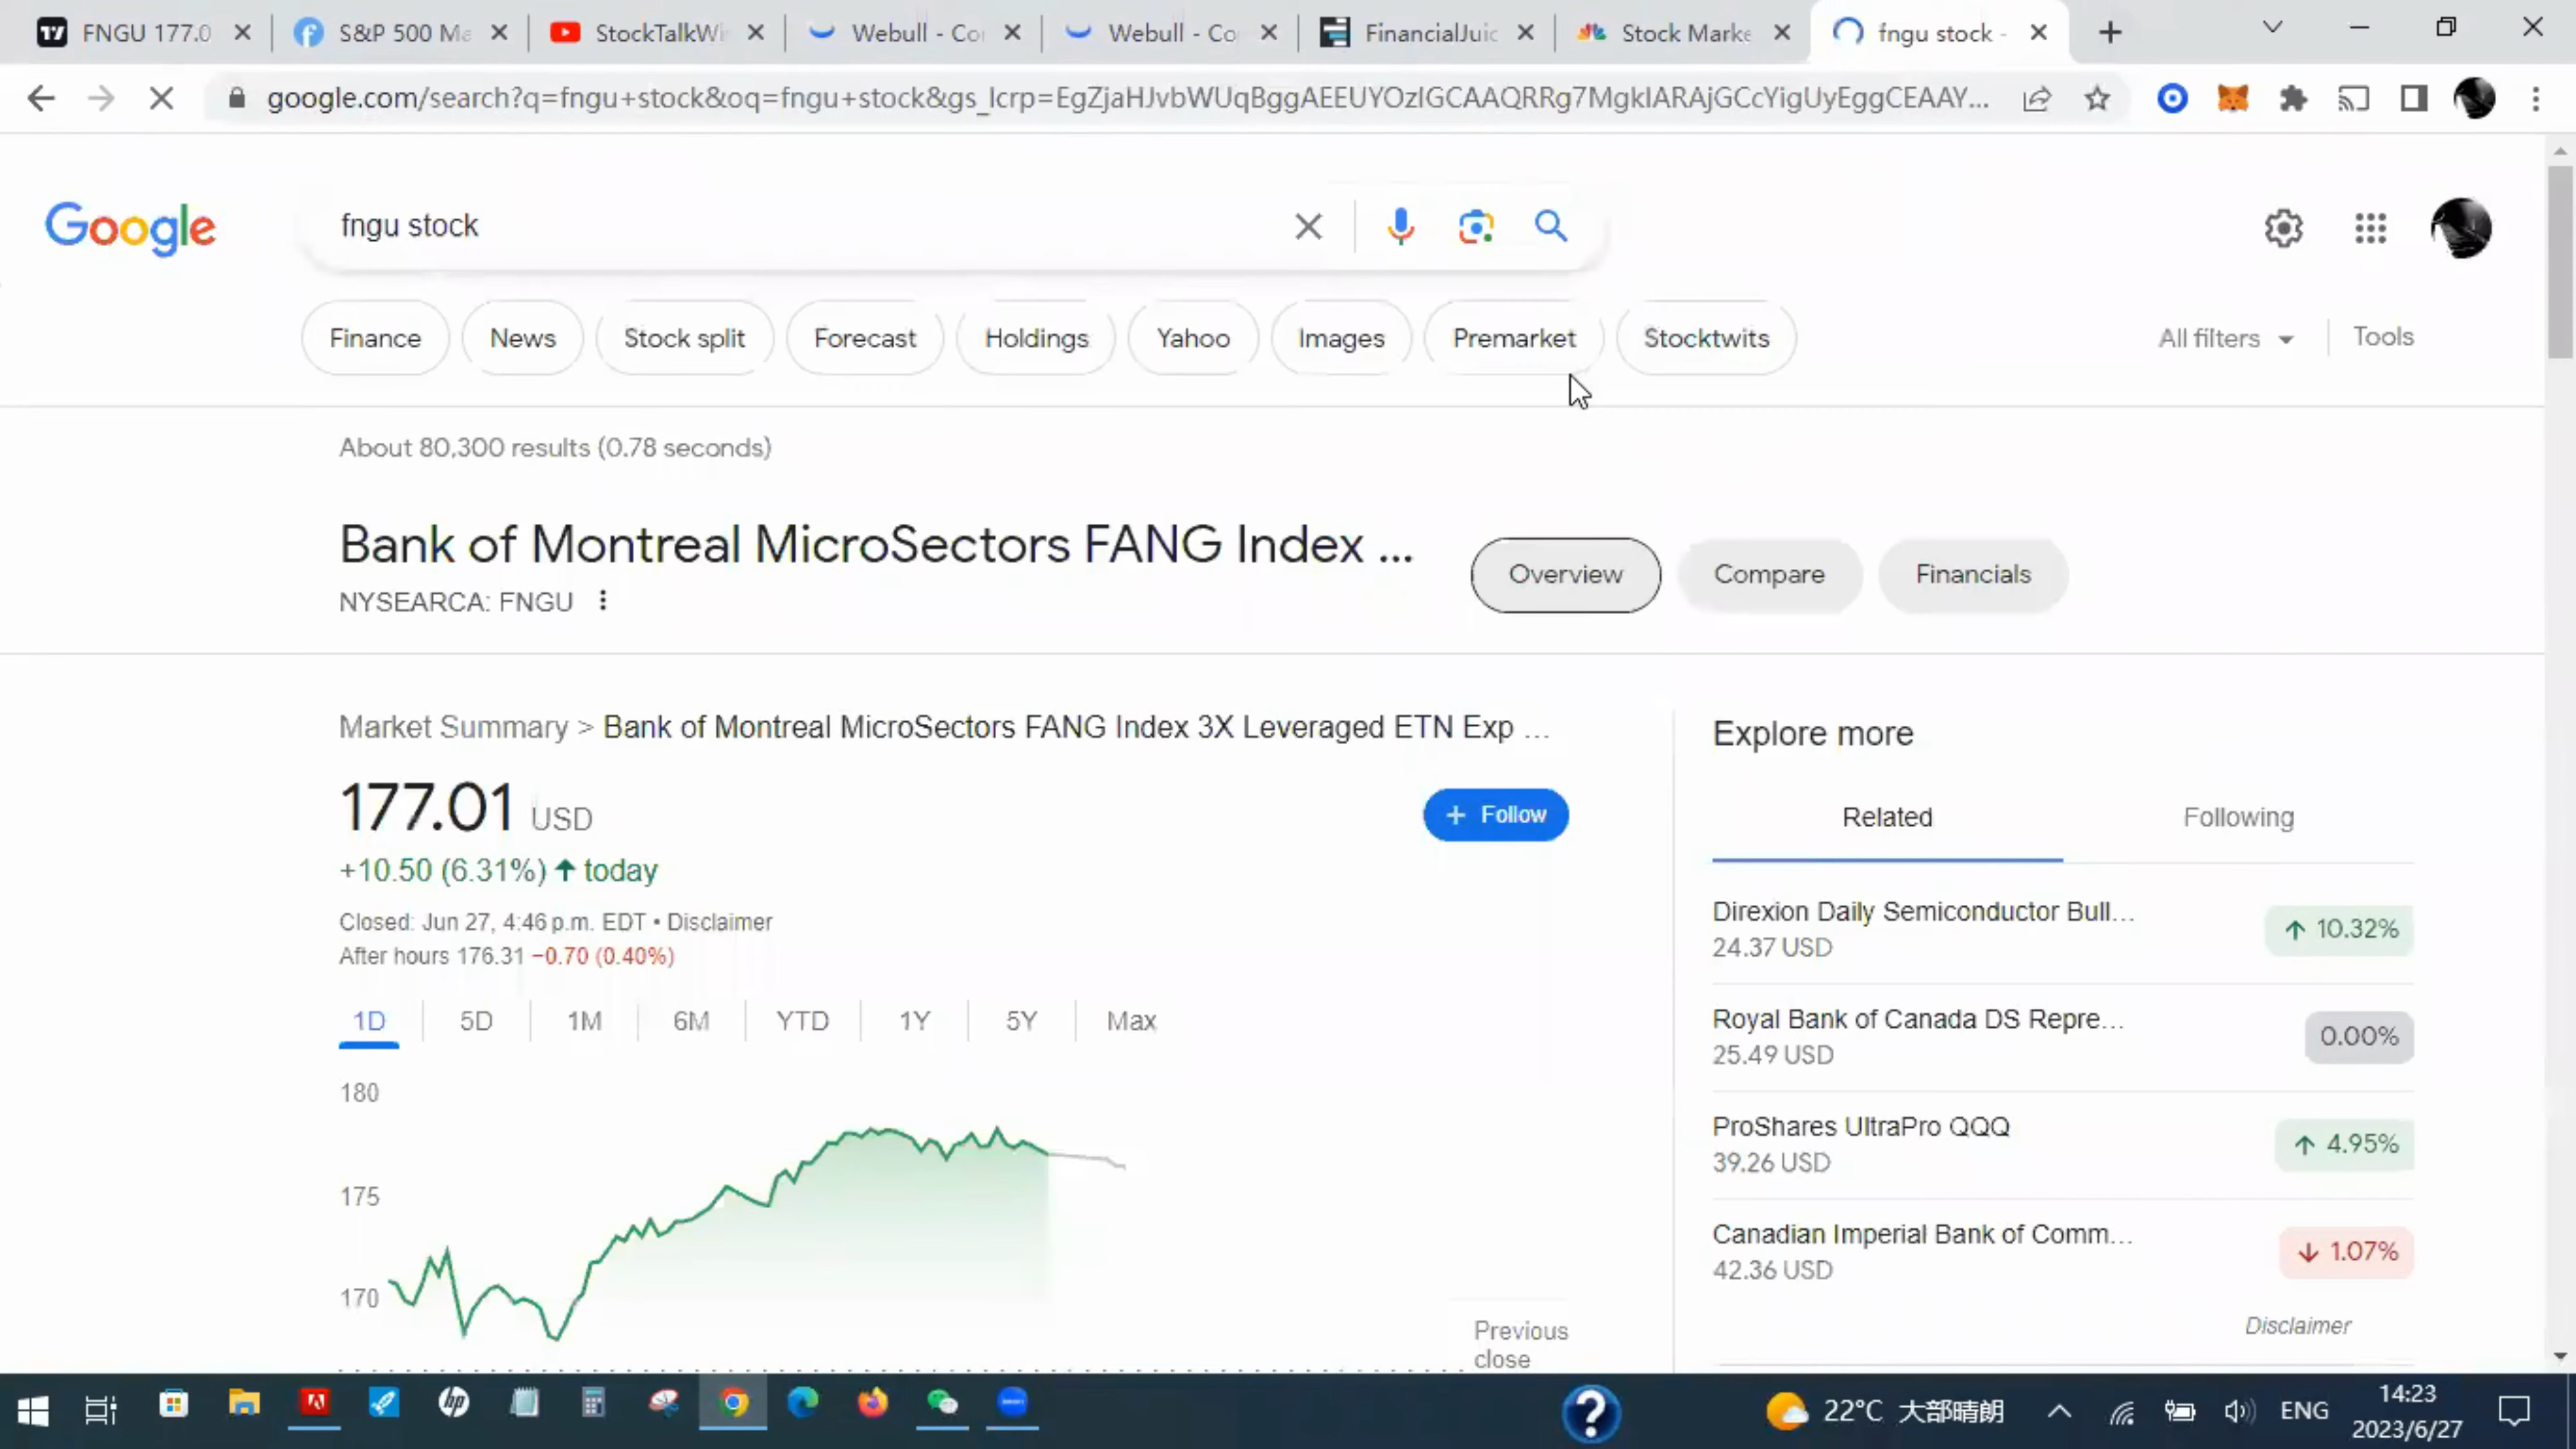 FNGU 177.0
S&P 500 Ma
StockTalkWi
Webull - Co
Webull - Co
FinancialJuic
Stock Marke
fngu stock -
google.com/search?q=fngu+stock&oq=fngu+stock&gs_lcrp=EgZjaHJvbWUqBggAEEUYOzIGCAAQRRg7MgkIARAjGCcYigUyEggCEAAY...
Google
fngu stock
Finance
News
Stock split
Forecast
Holdings
Yahoo
Images
Premarket
Stocktwits
All filters
Tools
About 80,300 results (0.78 seconds)
Bank of Montreal MicroSectors FANG Index ...
NYSEARCA: FNGU
Overview
Compare
Financials
Market Summary > Bank of Montreal MicroSectors FANG Index 3X Leveraged ETN Exp ...
177.01 USD
+ Follow
+10.50 (6.31%) ↑ today
Closed: Jun 27, 4:46 p.m. EDT • Disclaimer
After hours 176.31 −0.70 (0.40%)
1D
5D
1M
6M
YTD
1Y
5Y
Max
180
175
170
Previous
close
Explore more
Related
Following
Direxion Daily Semiconductor Bull...
24.37 USD
↑ 10.32%
Royal Bank of Canada DS Repre...
25.49 USD
0.00%
ProShares UltraPro QQQ
39.26 USD
↑ 4.95%
Canadian Imperial Bank of Comm...
42.36 USD
↓ 1.07%
Disclaimer
hp
?
22°C 大部晴朗
ENG
14:23
2023/6/27